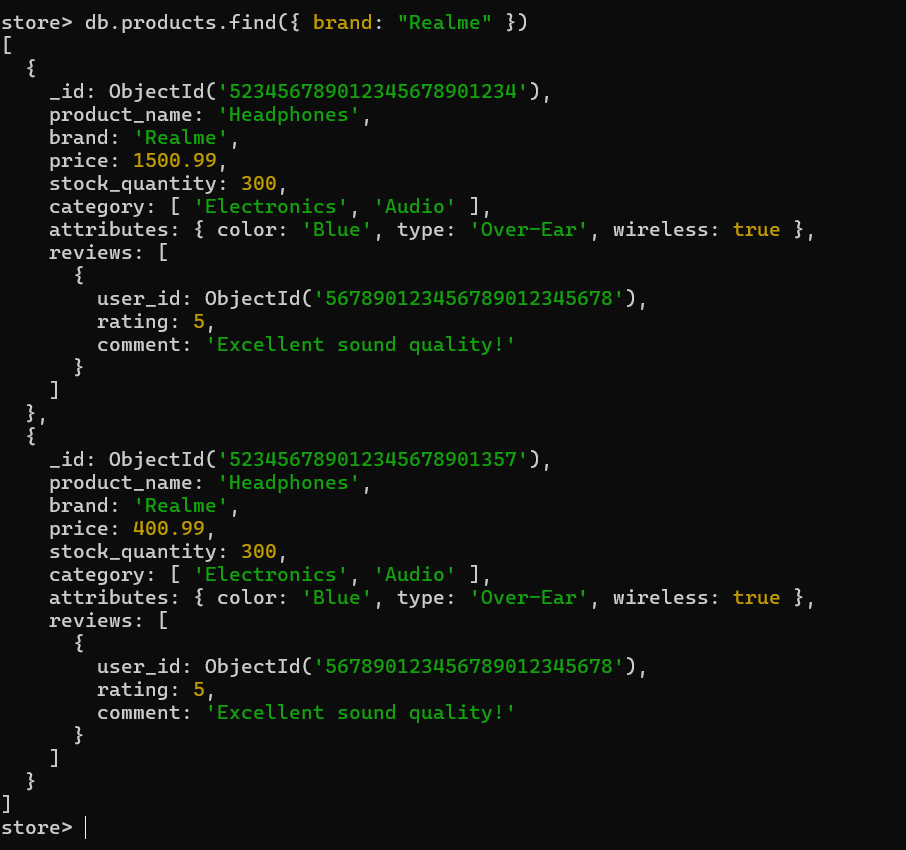 store> db.products.find({ brand: "Realme" })
[
  {
    _id: ObjectId('523456789012345678901234'),
    product_name: 'Headphones',
    brand: 'Realme',
    price: 1500.99,
    stock_quantity: 300,
    category: [ 'Electronics', 'Audio' ],
    attributes: { color: 'Blue', type: 'Over-Ear', wireless: true },
    reviews: [
      {
        user_id: ObjectId('567890123456789012345678'),
        rating: 5,
        comment: 'Excellent sound quality!'
      }
    ]
  },
  {
    _id: ObjectId('523456789012345678901357'),
    product_name: 'Headphones',
    brand: 'Realme',
    price: 400.99,
    stock_quantity: 300,
    category: [ 'Electronics', 'Audio' ],
    attributes: { color: 'Blue', type: 'Over-Ear', wireless: true },
    reviews: [
      {
        user_id: ObjectId('567890123456789012345678'),
        rating: 5,
        comment: 'Excellent sound quality!'
      }
    ]
  }
]
store>